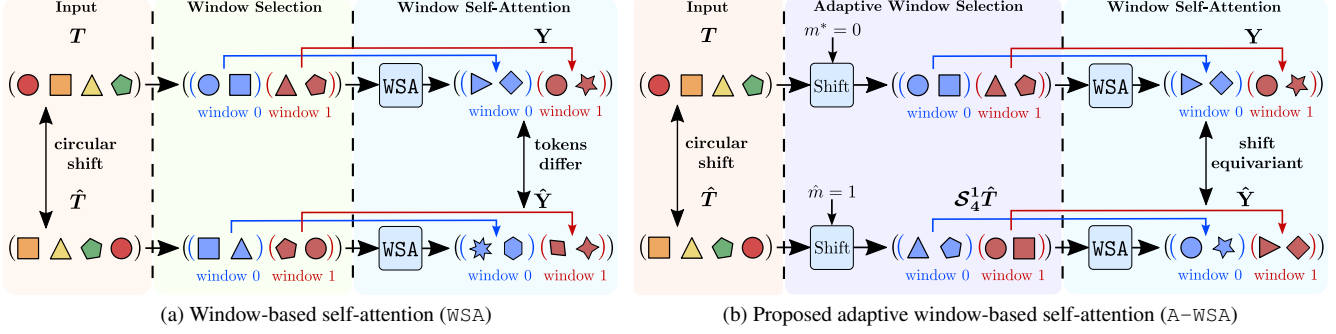 Input Window Selection Window Self-Attention
T Y
( ( ( ) ( ) ) WSA ( ( ) ( ) )
window 0 window 1 window 0 window 1
circular shift
tokens differ
T̂ Ŷ
( ( ( ) ( ) ) WSA ( ( ) ( ) )
window 0 window 1 window 0 window 1
(a) Window-based self-attention (WSA)
Input Adaptive Window Selection Window Self-Attention
T m* = 0 Y
Shift WSA
window 0 window 1 window 0 window 1
circular shift
shift equivariant
T̂ m̂ = 1 𝓢₄¹T̂ Ŷ
Shift WSA
window 0 window 1 window 0 window 1
(b) Proposed adaptive window-based self-attention (A-WSA)